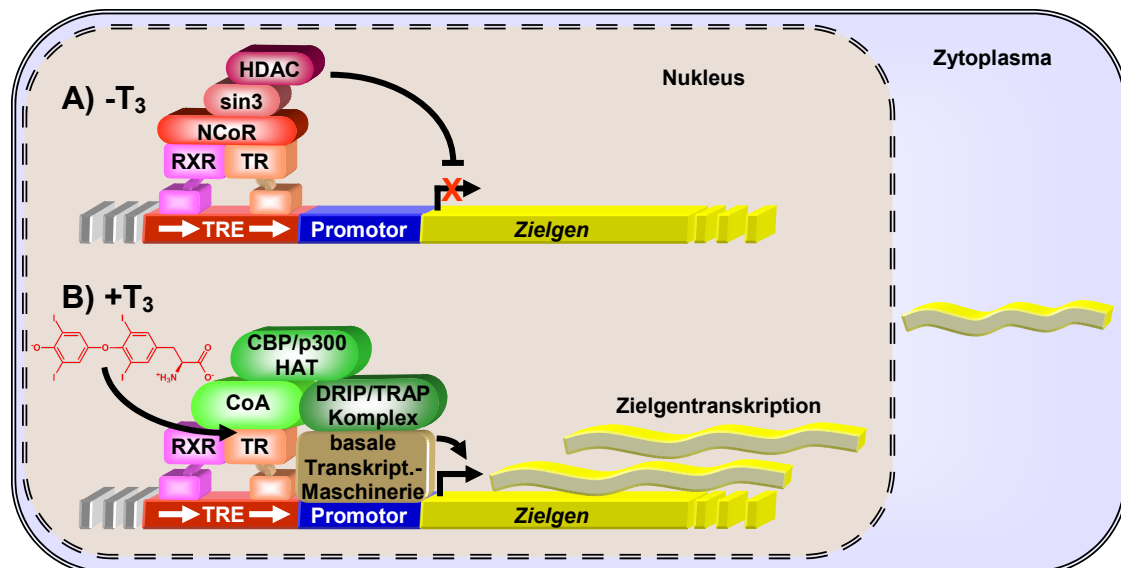 Zytoplasma
Nukleus
A) -T3
HDAC
sin3
NCoR
RXR TR
X
TRE Promotor Zielgen
B) +T3
I I
-O O O
I I +H3N O-
CBP/p300
HAT
CoA
DRIP/TRAP
Komplex
RXR TR
basale
Transkript.-
Maschinerie
TRE Promotor Zielgen
Zielgentranskription